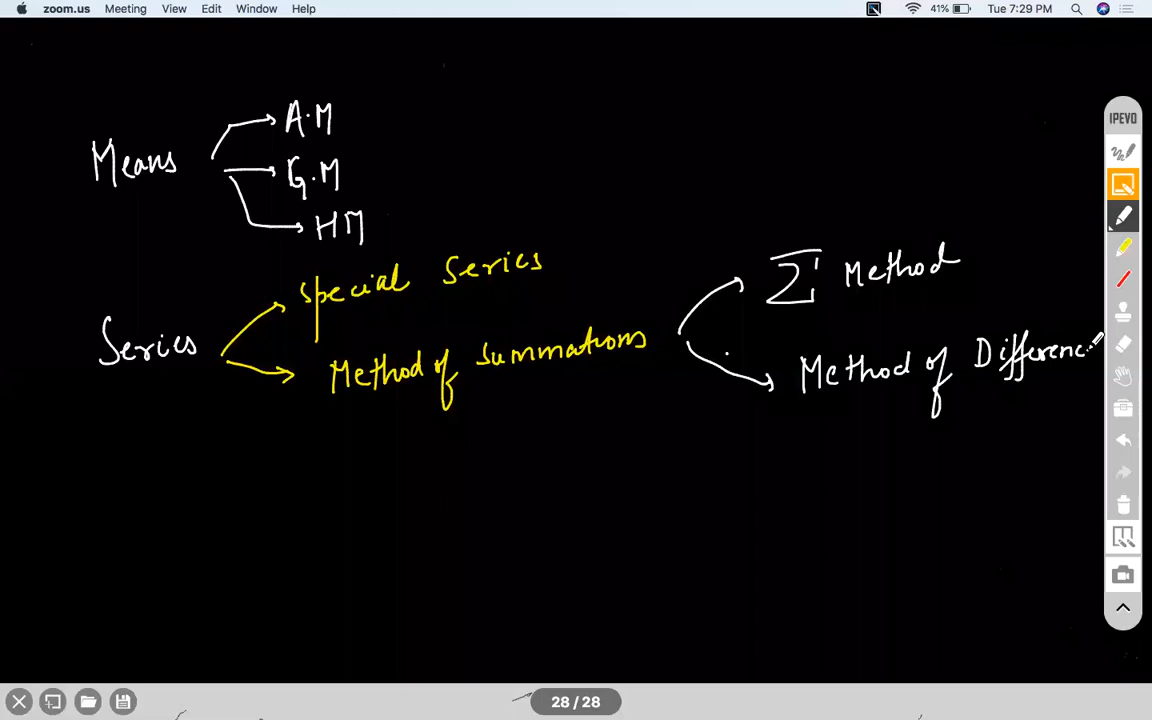 zoom.us Meeting View Edit Window Help 41% Tue 7:29 PM
IPEVO
Means
A.M
G.M
HM
Series
Special Series
Method of Summations
Σ Method
Method of Differenc
28 / 28